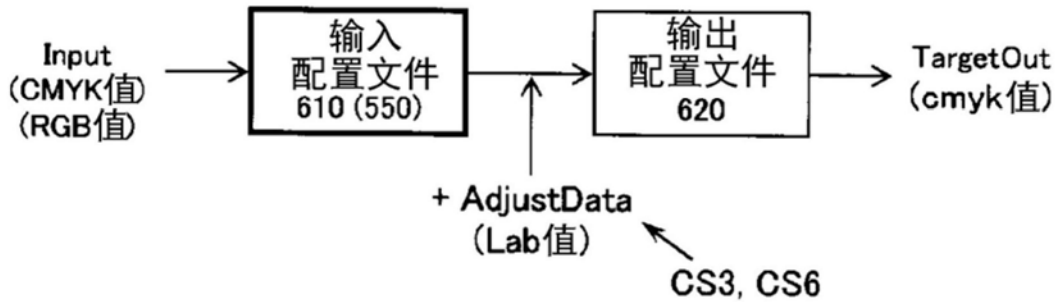 Input
(CMYK值)
(RGB值)
输入
配置文件
610 (550)
输出
配置文件
620
TargetOut
(cmyk值)
+ AdjustData
(Lab值)
CS3, CS6